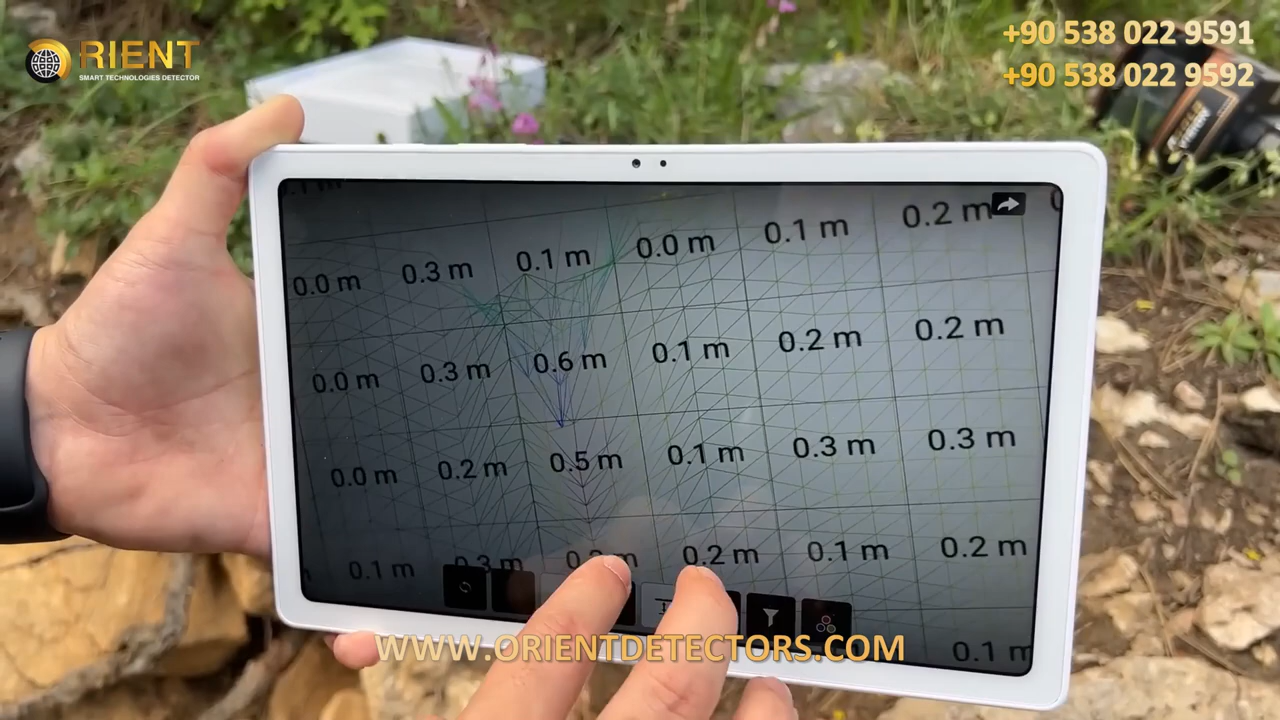 ORIENT
SMART TECHNOLOGIES DETECTOR
+90 538 022 9591
+90 538 022 9592
0.0 m 0.3 m 0.1 m 0.0 m 0.1 m 0.2 m
0.0 m 0.3 m 0.6 m 0.1 m 0.2 m 0.2 m
0.0 m 0.2 m 0.5 m 0.1 m 0.3 m 0.3 m
0.1 m 0.3 m 0.2 m 0.1 m 0.2 m
0.1 m
WWW.ORIENTDETECTORS.COM